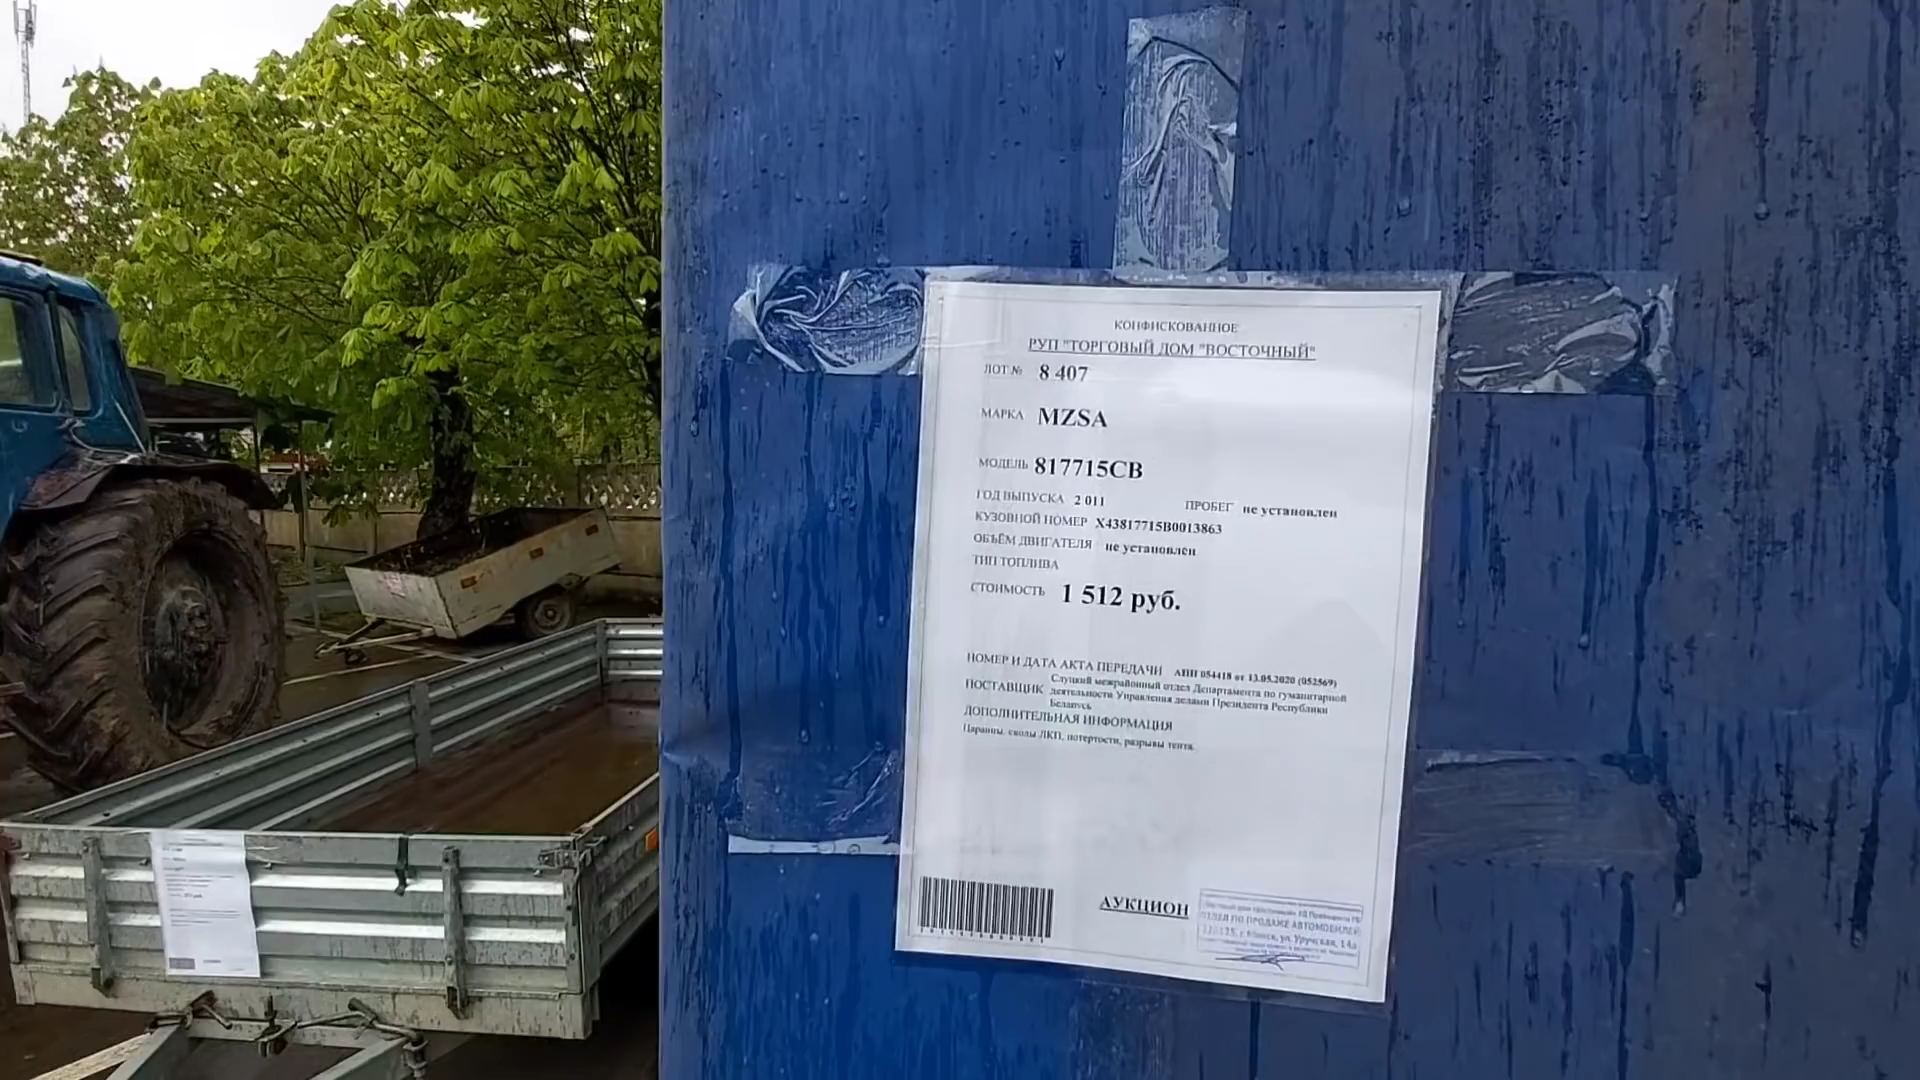 КОНФИСКОВАННОЕ
РУП "ТОРГОВЫЙ ДОМ "ВОСТОЧНЫЙ"
ЛОТ № 8 407
МАРКА MZSA
МОДЕЛЬ 817715CB
ГОД ВЫПУСКА 2 011 ПРОБЕГ не установлен
КУЗОВНОЙ НОМЕР X43817715B0013863
ОБЪЁМ ДВИГАТЕЛЯ не установлен
ТИП ТОПЛИВА
СТОИМОСТЬ 1 512 руб.
НОМЕР И ДАТА АКТА ПЕРЕДАЧИ АПП 054418 от 13.05.2020 (052569)
ПОСТАВЩИК Слуцкий межрайонный отдел Департамента по гуманитарной
деятельности Управления делами Президента Республики
Беларусь
ДОПОЛНИТЕЛЬНАЯ ИНФОРМАЦИЯ
Царапины, сколы ЛКП, потертости, разрывы тента.
АУКЦИОН
ОТДЕЛ ПО ПРОДАЖЕ АВТОМОБИЛЕЙ
г. Минск, ул. Уручская, 14а